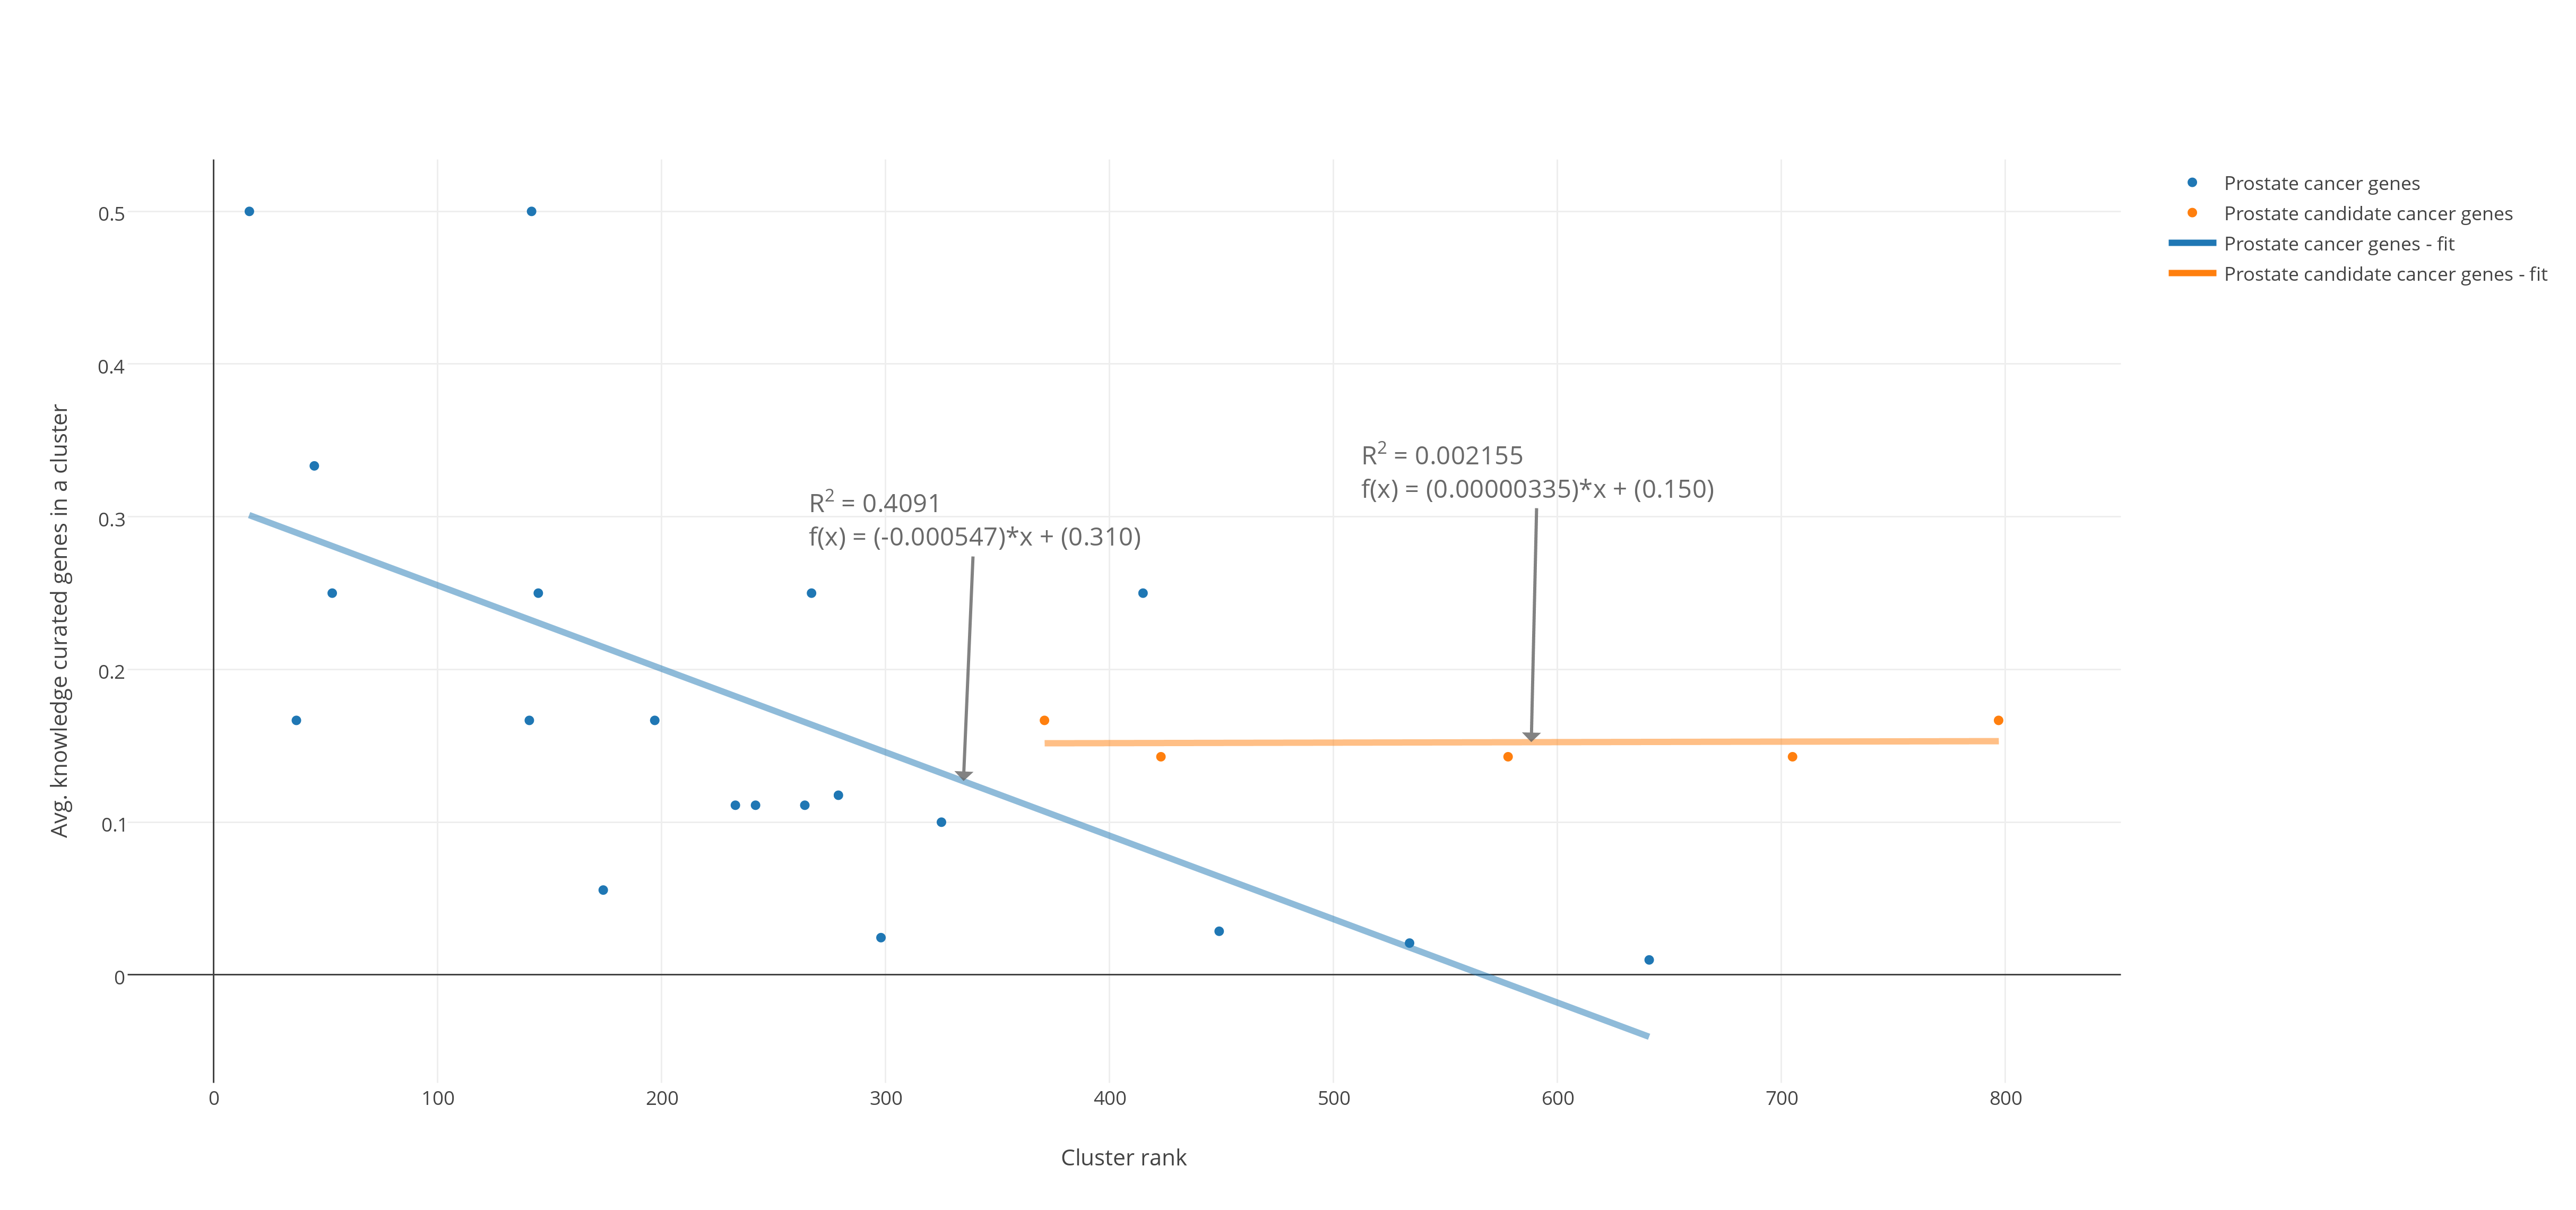 Prostate cancer genes
Prostate candidate cancer genes
Prostate cancer genes - fit
Prostate candidate cancer genes - fit
0.5
0.4
0.3
0.2
0.1
0
Avg. knowledge curated genes in a cluster
R² = 0.002155
f(x) = (0.00000335)*x + (0.150)
R² = 0.4091
f(x) = (-0.000547)*x + (0.310)
0 100 200 300 400 500 600 700 800
Cluster rank